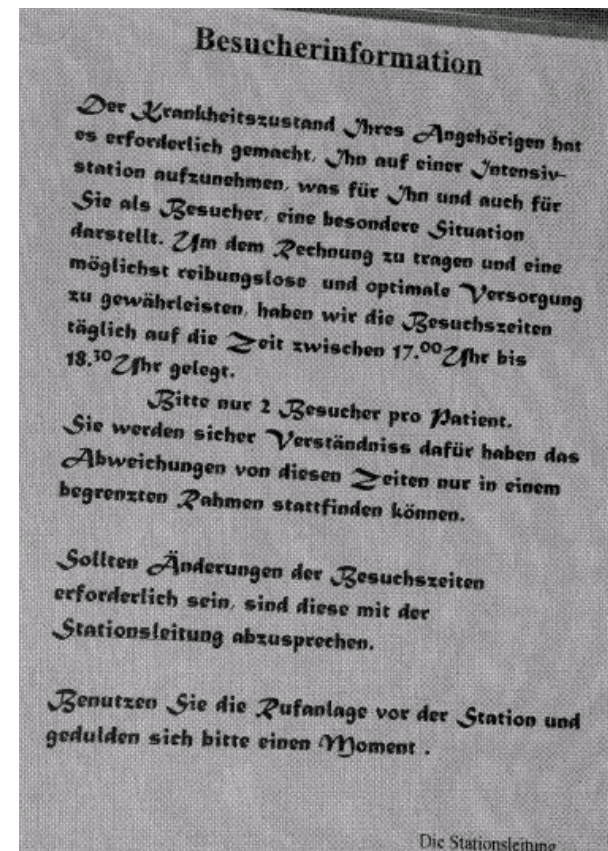 Besucherinformation
Der Krankheitszustand Ihres Angehörigen hat
es erforderlich gemacht, Ihn auf einer Intensiv-
station aufzunehmen, was für Ihn und auch für
Sie als Besucher, eine besondere Situation
darstellt. Um dem Rechnung zu tragen und eine
möglichst reibungslose und optimale Versorgung
zu gewährleisten, haben wir die Besuchszeiten
täglich auf die Zeit zwischen 17.00 Uhr bis
18.30 Uhr gelegt.
Bitte nur 2 Besucher pro Patient.
Sie werden sicher Verständniss dafür haben das
Abweichungen von diesen Zeiten nur in einem
begrenzten Rahmen stattfinden können.
Sollten Änderungen der Besuchszeiten
erforderlich sein, sind diese mit der
Stationsleitung abzusprechen.
Benutzen Sie die Rufanlage vor der Station und
gedulden sich bitte einen Moment .
Die Stationsleitung